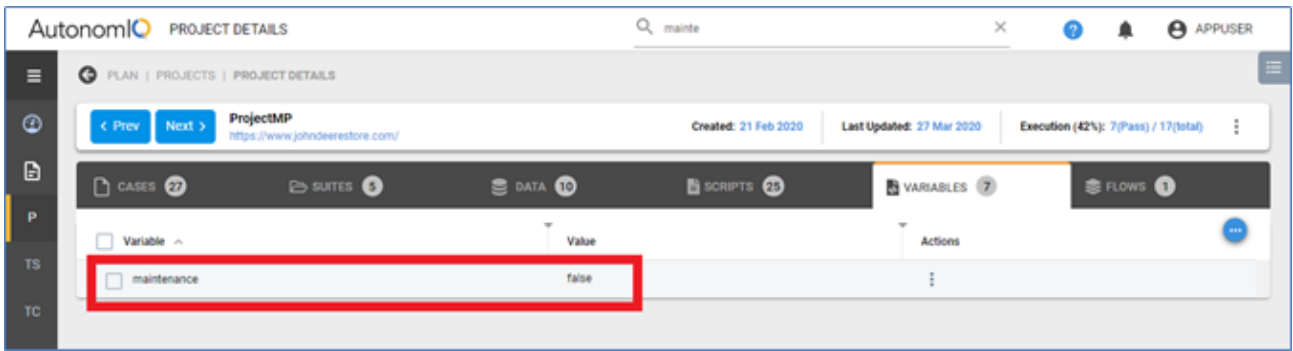 AutonomIQ PROJECT DETAILS mainte ? APPUSER
PLAN | PROJECTS | PROJECT DETAILS
< Prev Next > ProjectMP Created: 21 Feb 2020 Last Updated: 27 Mar 2020 Execution (42%): 7(Pass) / 17(total)
https://www.johndeerestore.com/
CASES 27 SUITES 5 DATA 10 SCRIPTS 25 VARIABLES 7 FLOWS 1
P
Variable Value Actions
TS
maintenance false
TC